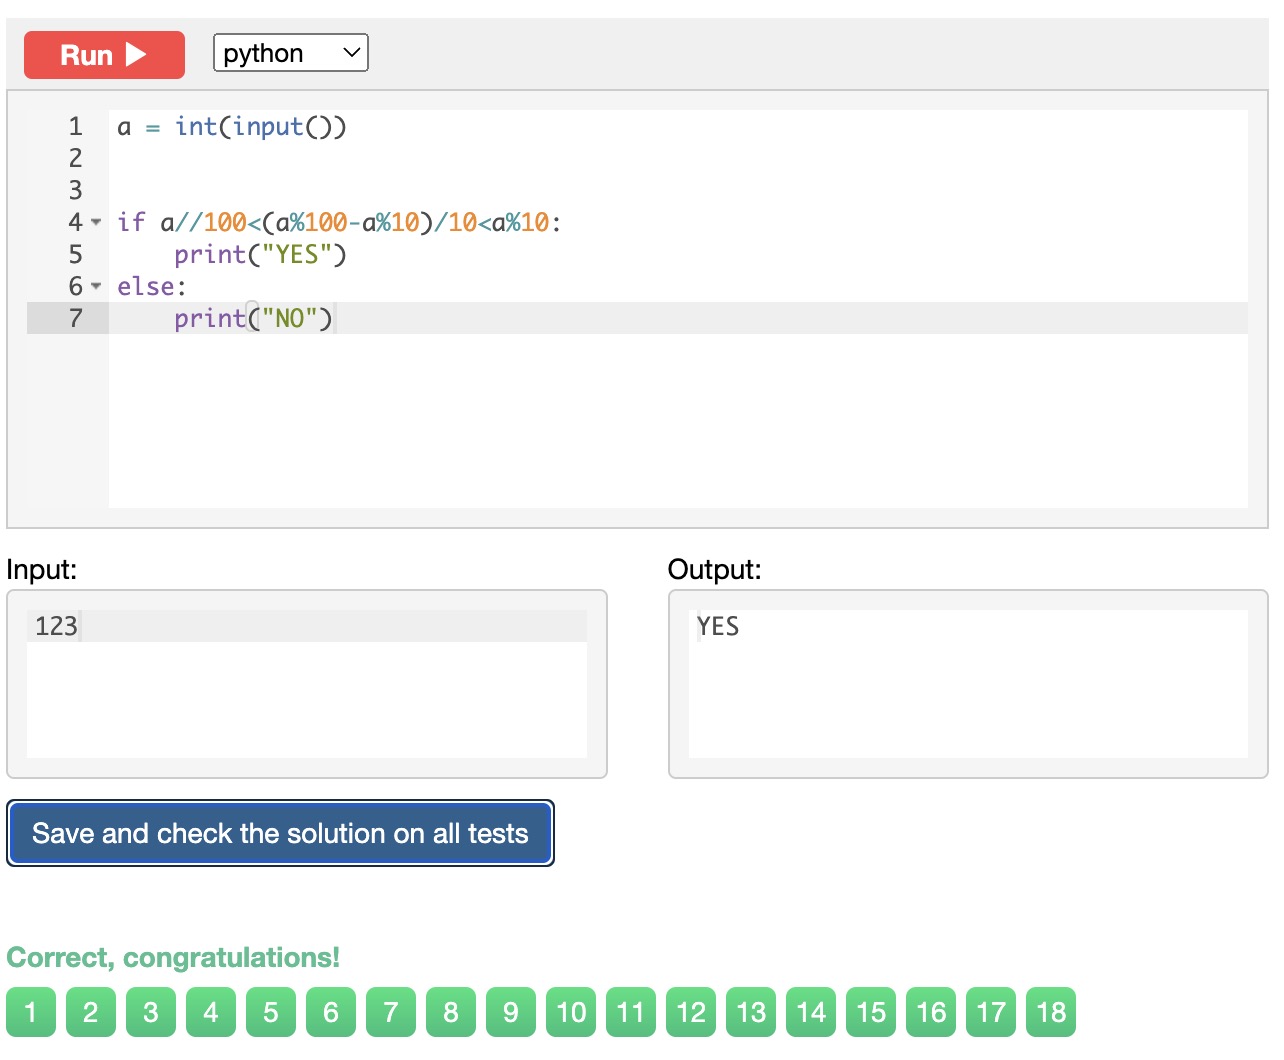 Run
python
1 a = int(input())
2
3
4 if a//100<(a%100-a%10)/10<a%10:
5     print("YES")
6 else:
7     print("NO")
Input:
Output:
123
YES
Save and check the solution on all tests
Correct, congratulations!
1 2 3 4 5 6 7 8 9 10 11 12 13 14 15 16 17 18